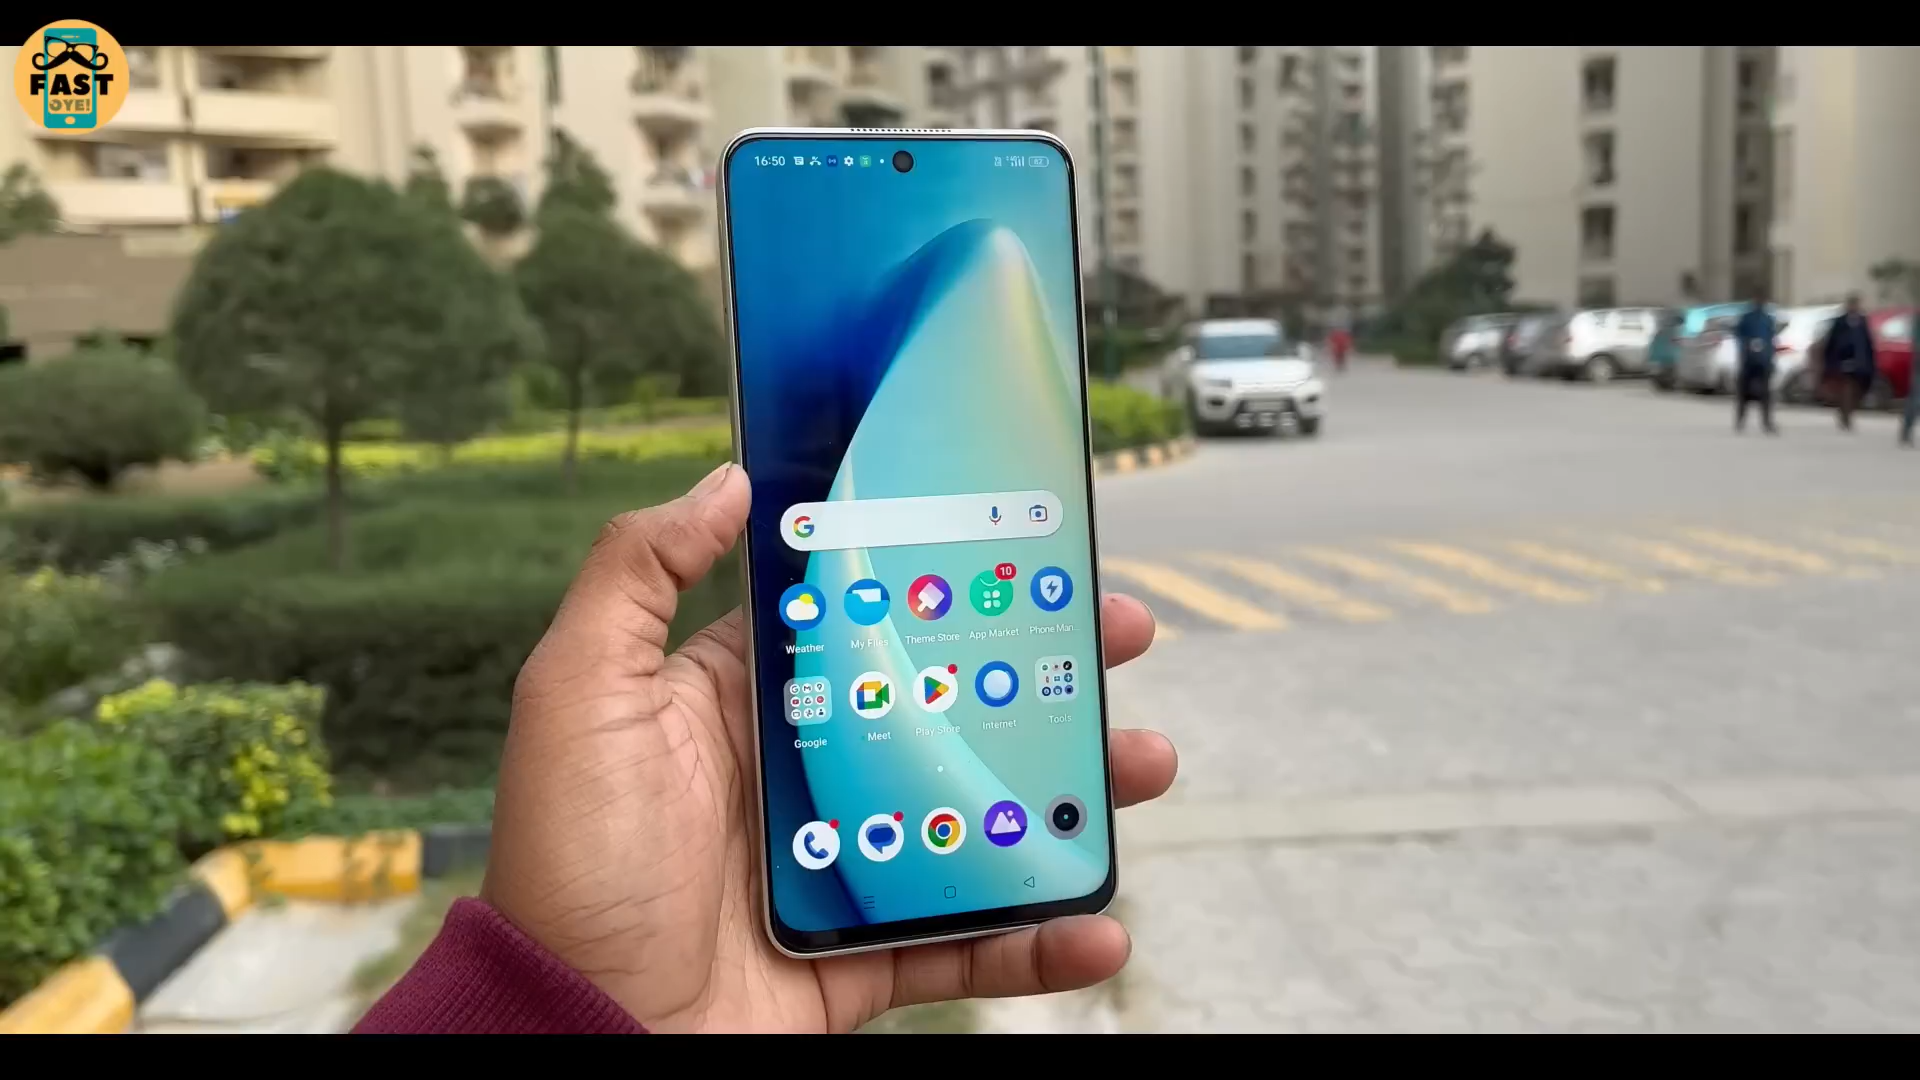 FAST
OYE!
16:50
82
10
Weather
My Files
Theme Store
App Market
Phone Man...
Google
Meet
Play Store
Internet
Tools